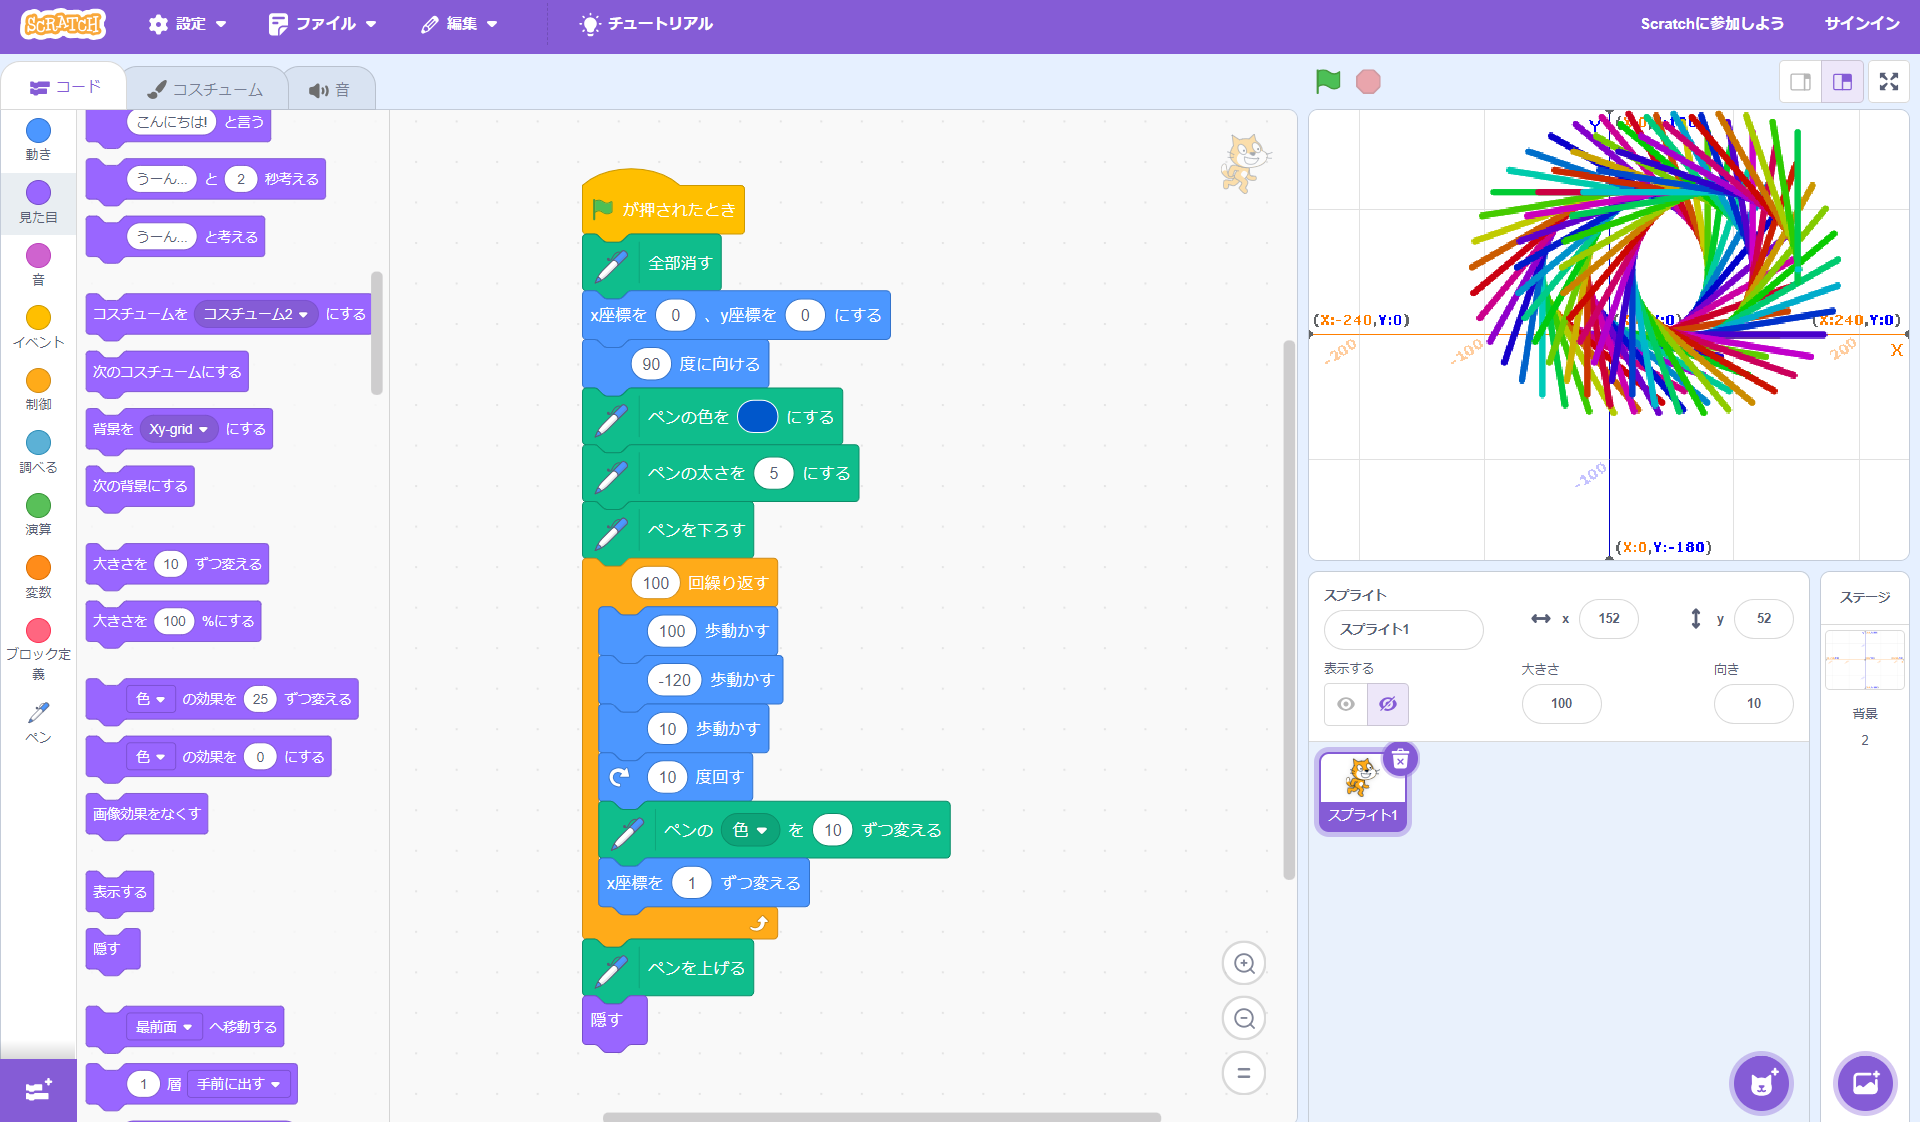 SCRATCH 設定 ファイル 編集 チュートリアル Scratchに参加しよう サインイン
コード コスチューム 音
動き
見た目
音
イベント
制御
調べる
演算
変数
ブロック定義
ペン
こんにちは! と言う
うーん... と 2 秒考える
うーん... と考える
コスチュームを コスチューム2 にする
次のコスチュームにする
背景を Xy-grid にする
次の背景にする
大きさを 10 ずつ変える
大きさを 100 %にする
色 の効果を 25 ずつ変える
色 の効果を 0 にする
画像効果をなくす
表示する
隠す
最前面 へ移動する
1 層 手前に出す
が押されたとき
全部消す
x座標を 0 、y座標を 0 にする
90 度に向ける
ペンの色を にする
ペンの太さを 5 にする
ペンを下ろす
100 回繰り返す
100 歩動かす
-120 歩動かす
10 歩動かす
10 度回す
ペンの 色 を 10 ずつ変える
x座標を 1 ずつ変える
ペンを上げる
隠す
Y
(X:-240,Y:0) (X:240,Y:0)
-200 -100 200 X
-100
(X:0,Y:-180)
スプライト
スプライト1 x 152 y 52
表示する 大きさ 100 向き 10
スプライト1
ステージ
背景
2